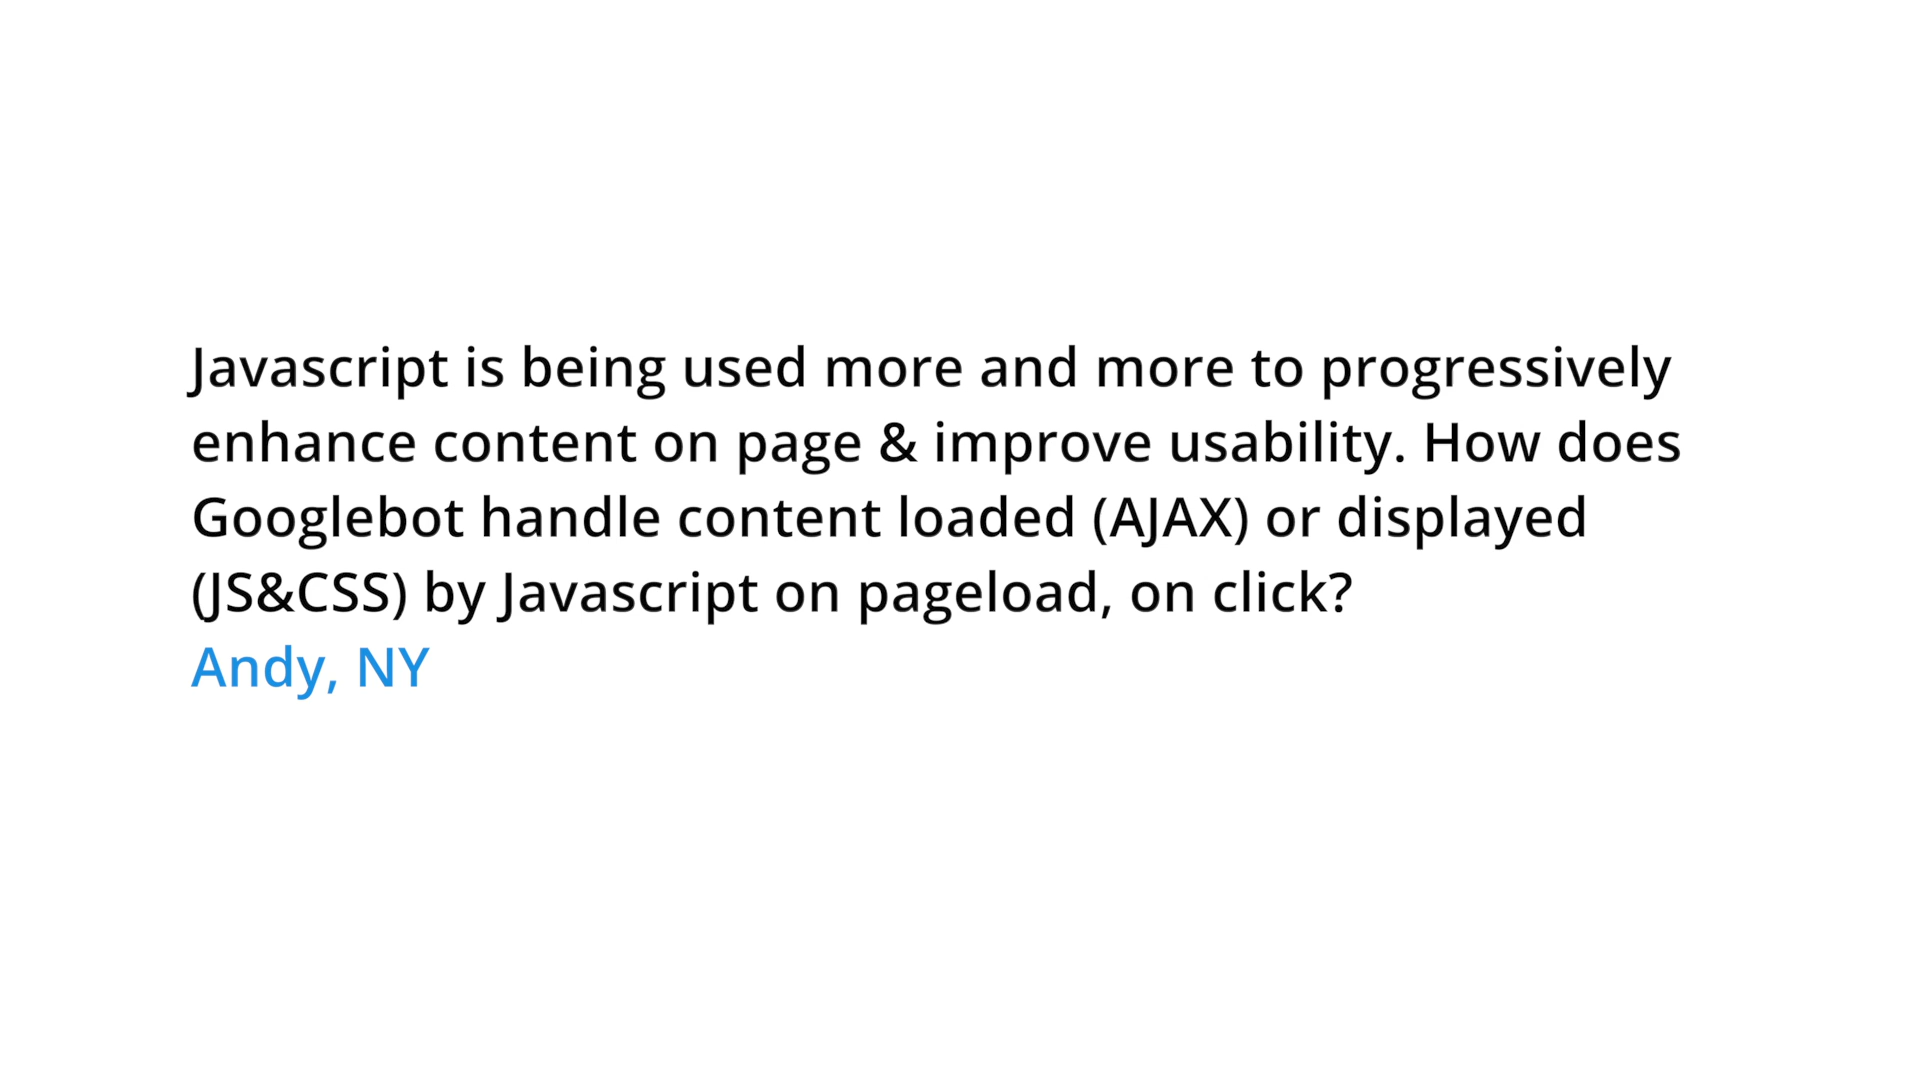 Javascript is being used more and more to progressively
enhance content on page & improve usability. How does
Googlebot handle content loaded (AJAX) or displayed
(JS&CSS) by Javascript on pageload, on click?
Andy, NY